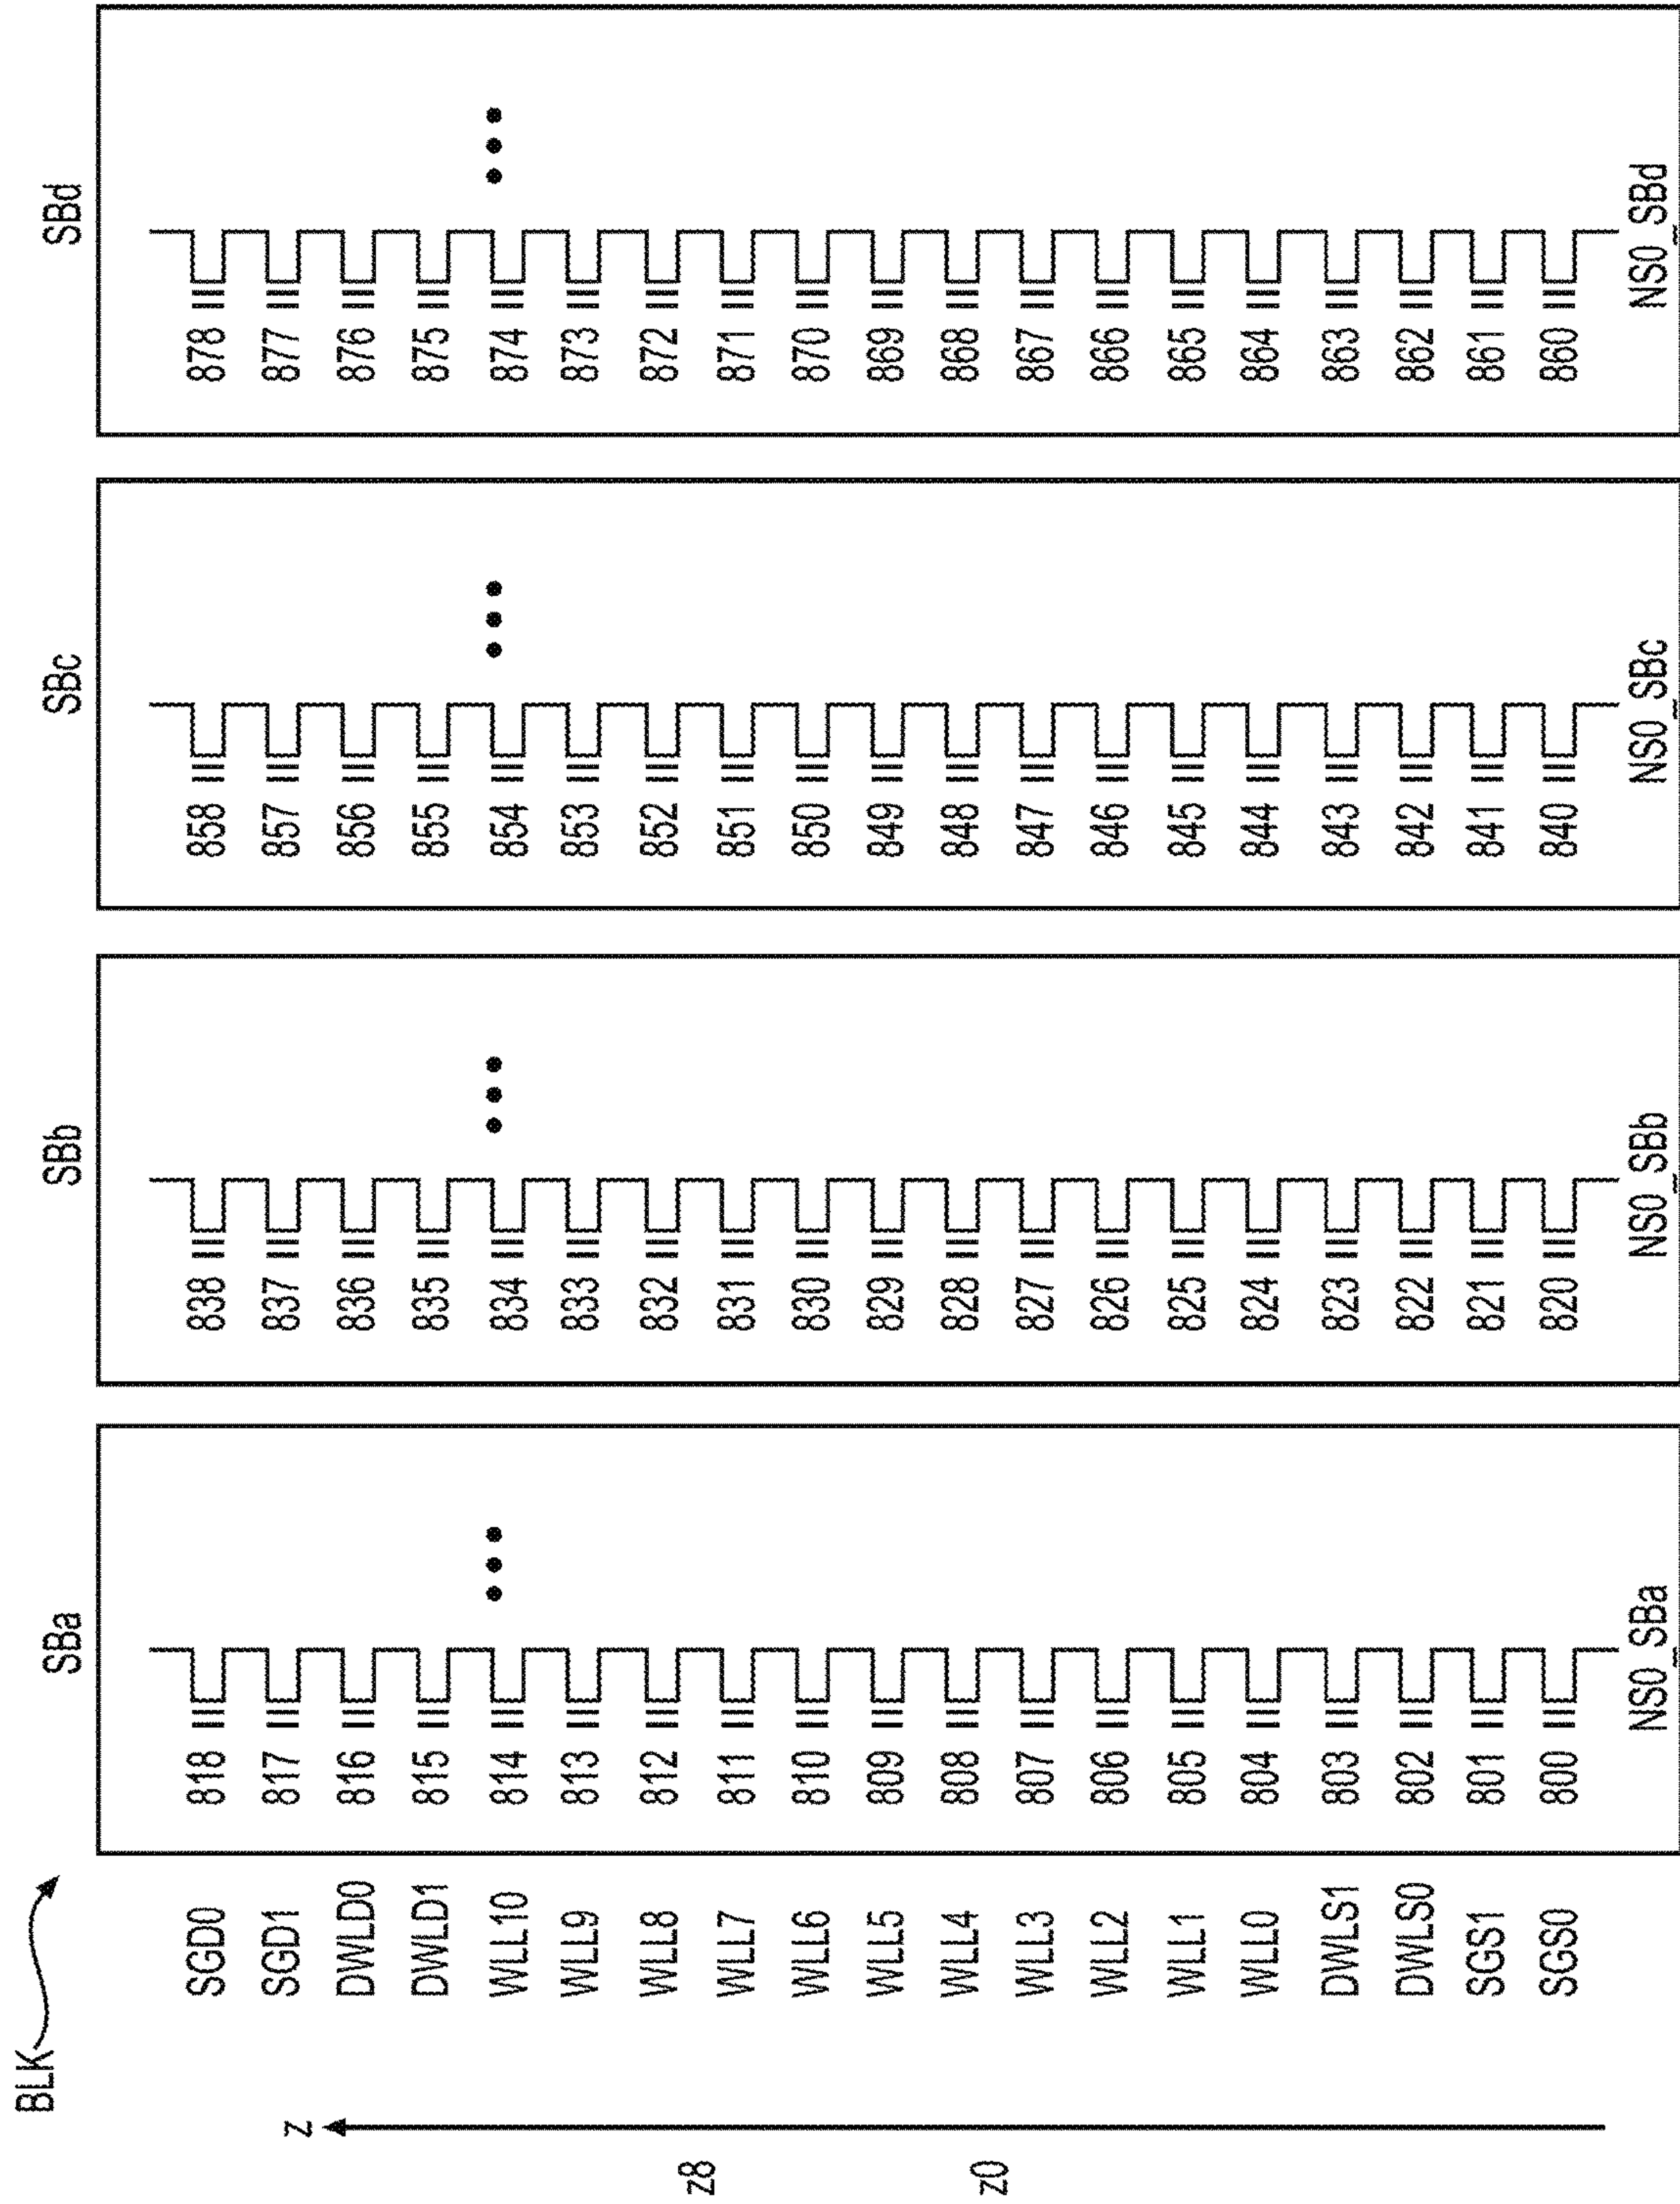 BLK
SBa SBb SBc SBd
z
z8
z0
SGD0 818 838 858 878
SGD1 817 837 857 877
DWLD0 816 836 856 876
DWLD1 815 835 855 875
WLL10 814 834 854 874
WLL9 813 833 853 873
WLL8 812 832 852 872
WLL7 811 831 851 871
WLL6 810 830 850 870
WLL5 809 829 849 869
WLL4 808 828 848 868
WLL3 807 827 847 867
WLL2 806 826 846 866
WLL1 805 825 845 865
WLL0 804 824 844 864
DWLS1 803 823 843 863
DWLS0 802 822 842 862
SGS1 801 821 841 861
SGS0 800 820 840 860
NS0_SBa NS0_SBb NS0_SBc NS0_SBd